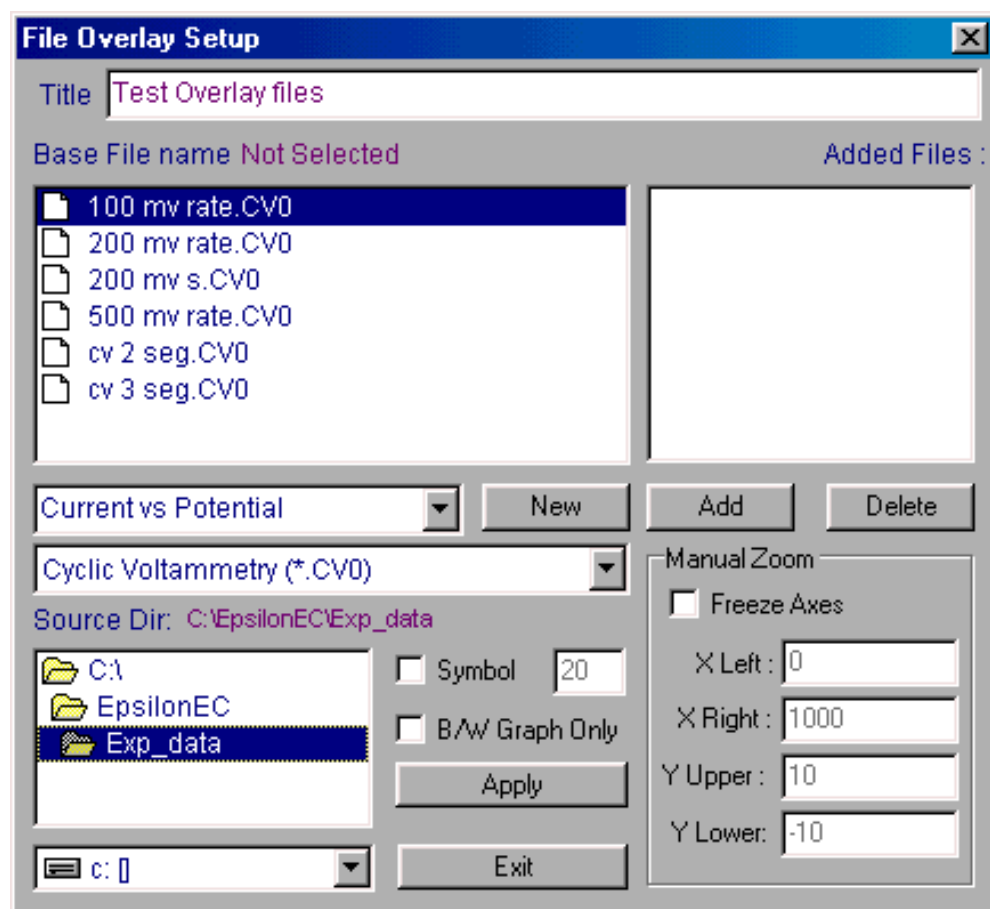 File Overlay Setup
Title Test Overlay files
Base File name Not Selected Added Files :
100 mv rate.CV0
200 mv rate.CV0
200 mv s.CV0
500 mv rate.CV0
cv 2 seg.CV0
cv 3 seg.CV0
Current vs Potential New Add Delete
Cyclic Voltammetry (*.CV0)
Manual Zoom
Freeze Axes
Source Dir: C:\EpsilonEC\Exp_data
C:\
EpsilonEC
Exp_data
Symbol 20
B/W Graph Only
Apply
X Left : 0
X Right : 1000
Y Upper : 10
Y Lower: -10
c: []
Exit